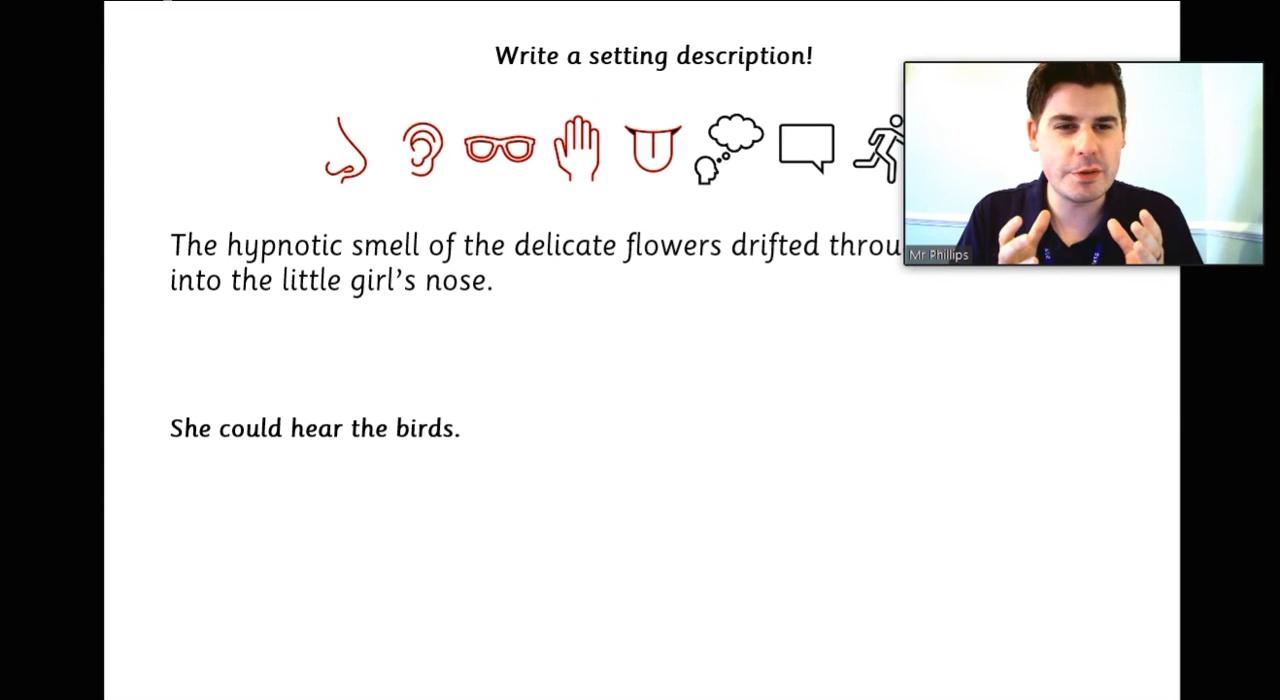 Write a setting description!
The hypnotic smell of the delicate flowers drifted throu
into the little girl's nose.
She could hear the birds.
Mr Phillips